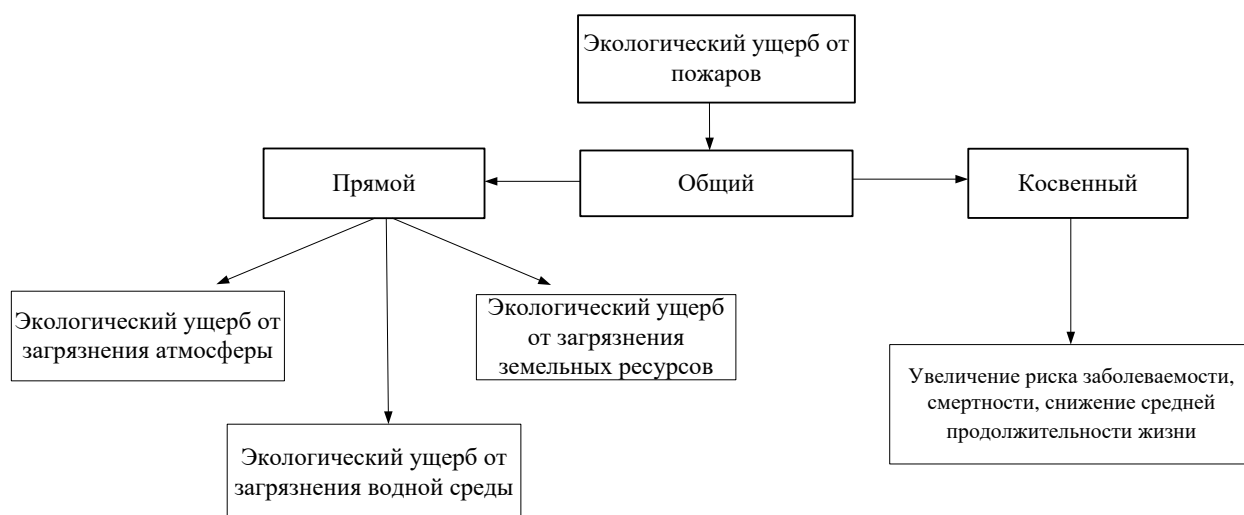 Экологический ущерб от
пожаров
Прямой
Общий
Косвенный
Экологический ущерб от
загрязнения атмосферы
Экологический ущерб
от загрязнения
земельных ресурсов
Экологический ущерб от
загрязнения водной среды
Увеличение риска заболеваемости,
смертности, снижение средней
продолжительности жизни